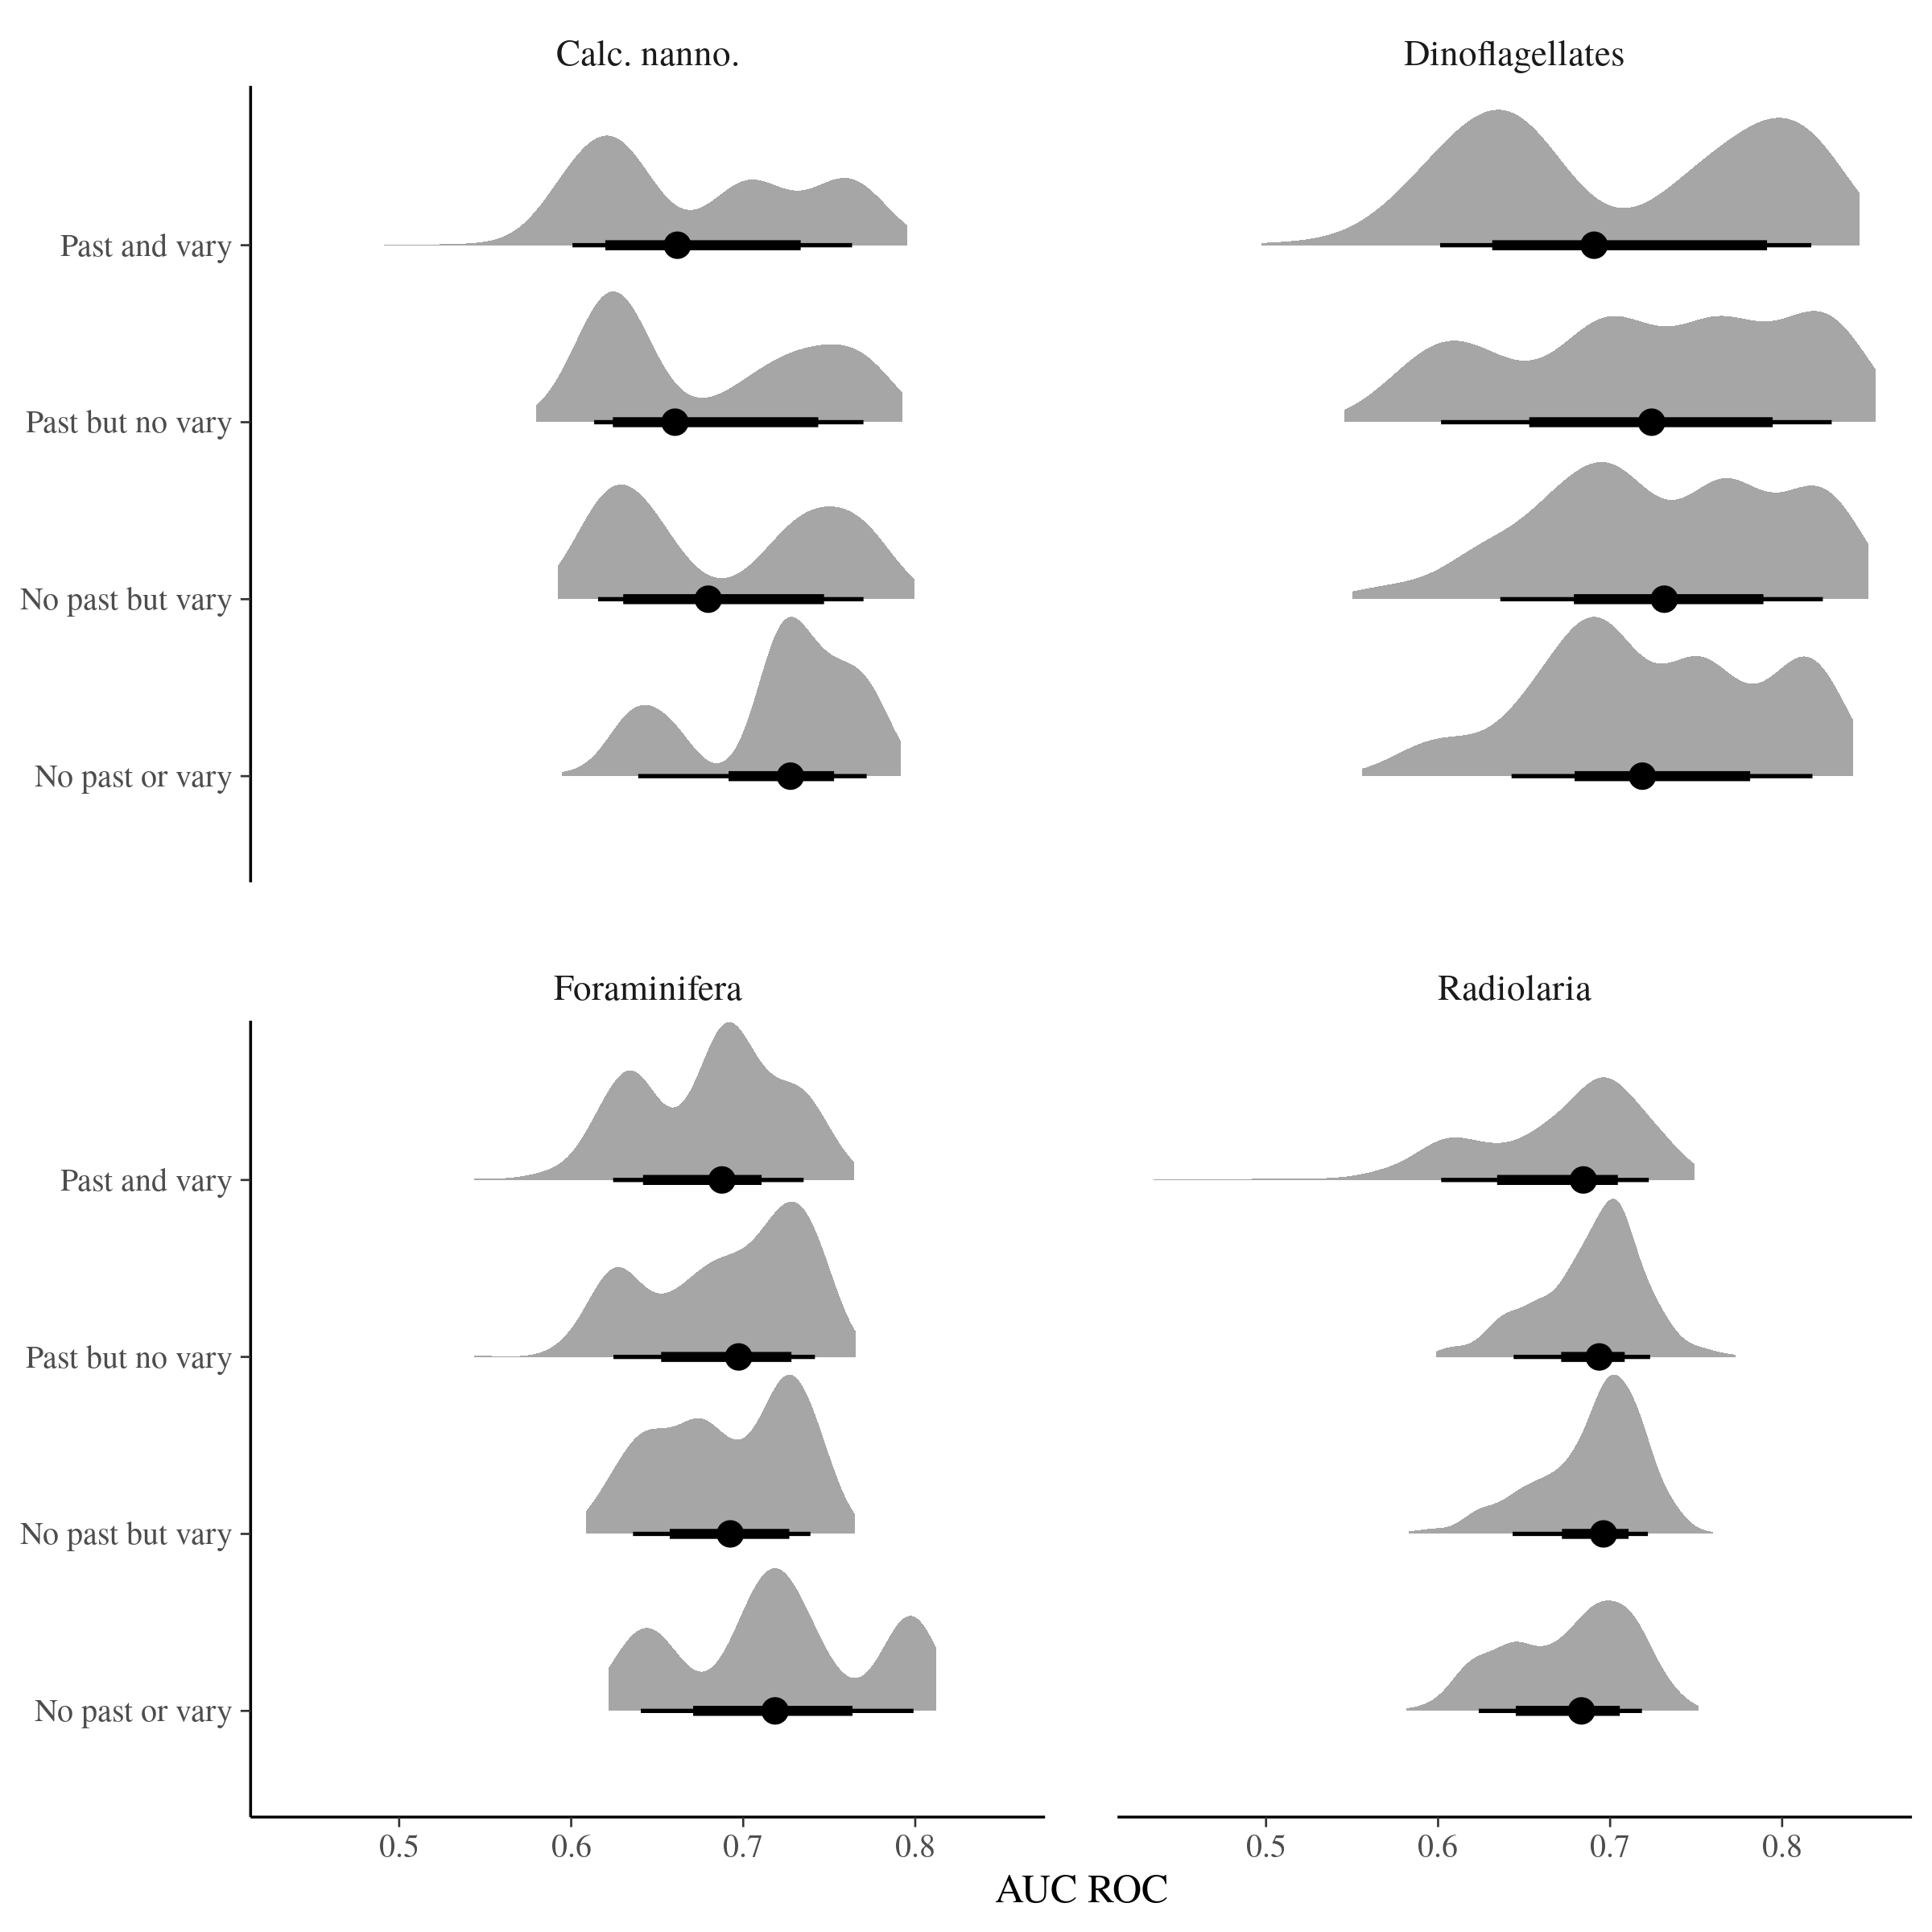 Calc. nanno.
Dinoflagellates
Past and vary
Past but no vary
No past but vary
No past or vary
Foraminifera
Radiolaria
Past and vary
Past but no vary
No past but vary
No past or vary
0.5 0.6 0.7 0.8 0.5 0.6 0.7 0.8
AUC ROC